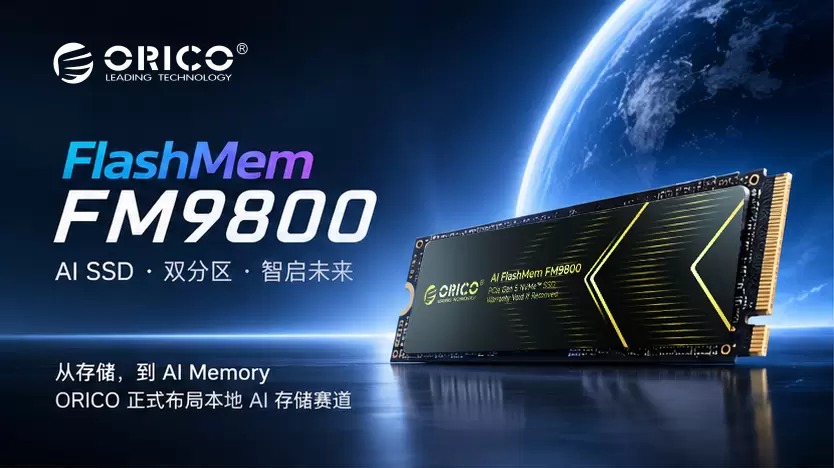 ORICO®
LEADING TECHNOLOGY
FlashMem
FM9800
AI SSD · 双分区 · 智启未来
从存储，到 AI Memory
ORICO 正式布局本地 AI 存储赛道
ORICO®
LEADING TECHNOLOGY
AI FlashMem FM9800
PCIe Gen 5 NVMe™ SSD
Warranty Void If Removed